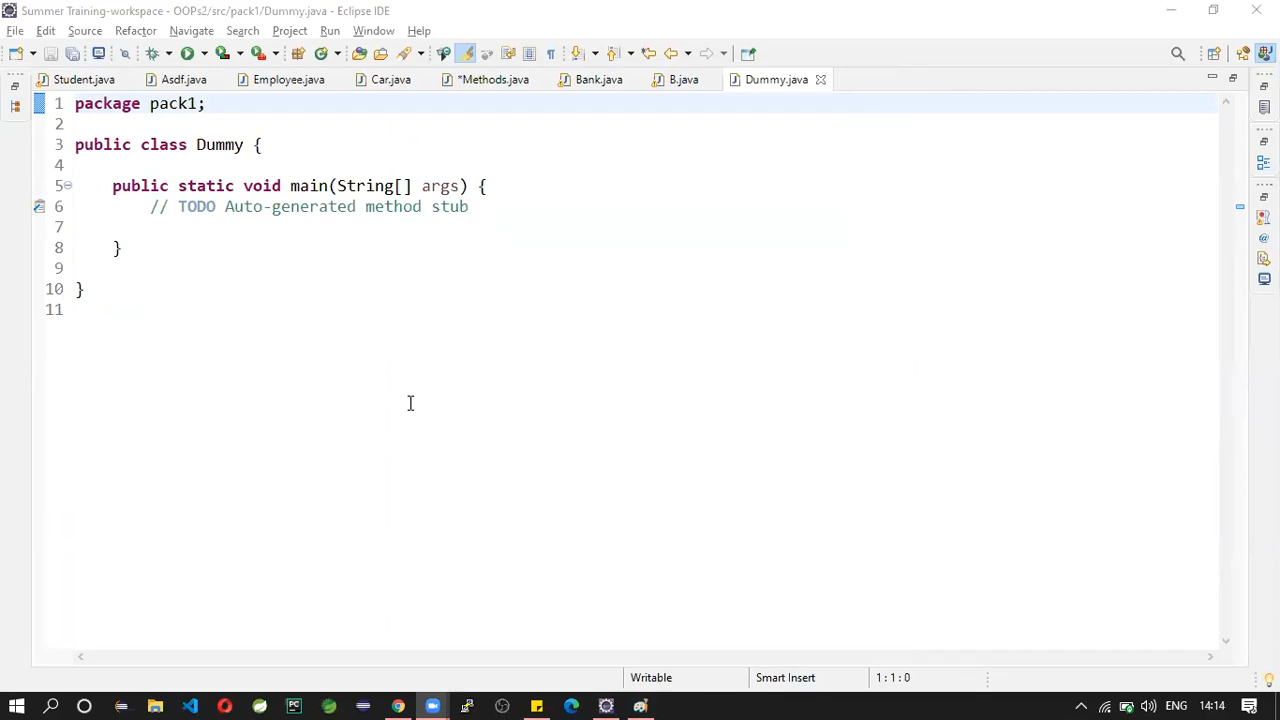 Summer Training-workspace - OOPs2/src/pack1/Dummy.java - Eclipse IDE
File Edit Source Refactor Navigate Search Project Run Window Help
Student.java Asdf.java Employee.java Car.java *Methods.java Bank.java B.java Dummy.java
1 package pack1;
2
3 public class Dummy {
4
5 public static void main(String[] args) {
6 // TODO Auto-generated method stub
7
8 }
9
10 }
11
Writable Smart Insert 1 : 1 : 0
ENG 14:14